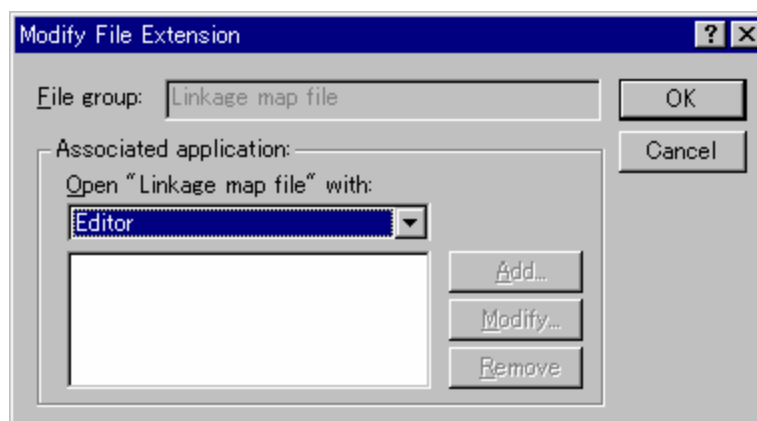 Modify File Extension
File group: Linkage map file
OK
Cancel
Associated application:
Open "Linkage map file" with:
Editor
Add...
Modify...
Remove